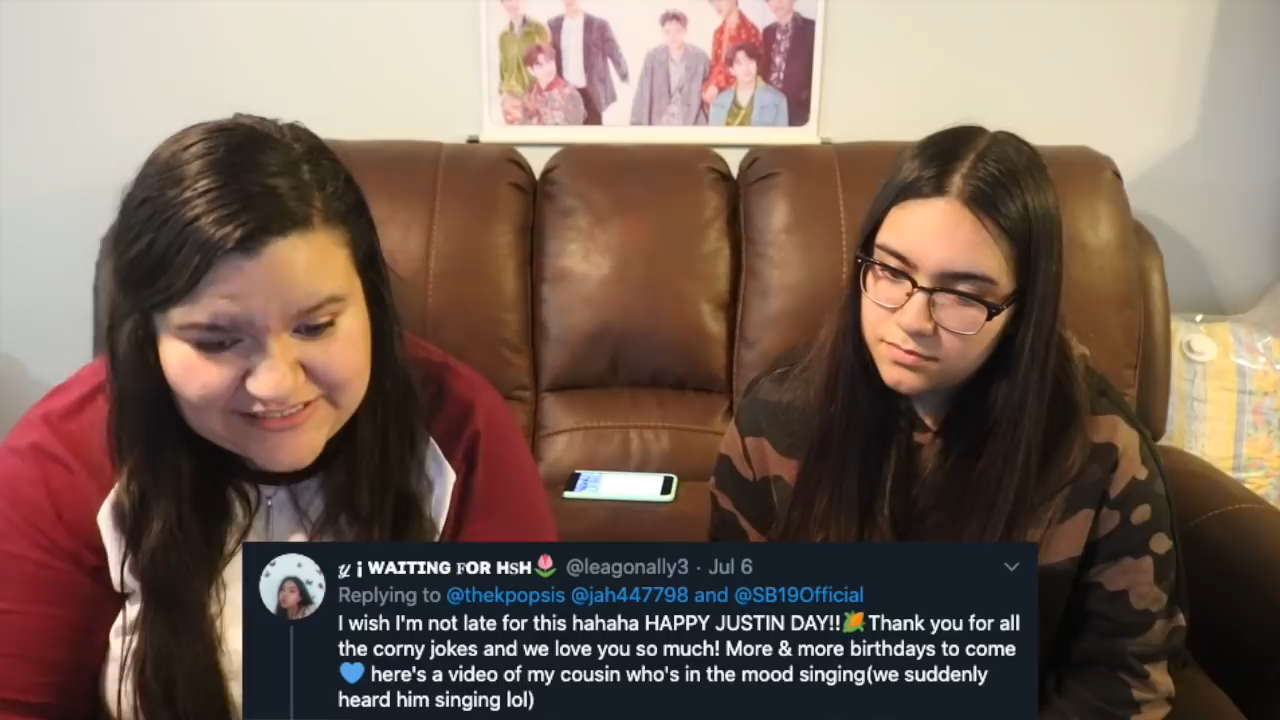 𝓎 ¡ WAITING FOR HSH🌷 @leagonally3 · Jul 6
Replying to @thekpopsis @jah447798 and @SB19Official
I wish I'm not late for this hahaha HAPPY JUSTIN DAY!!🌽Thank you for all
the corny jokes and we love you so much! More & more birthdays to come
💙 here's a video of my cousin who's in the mood singing(we suddenly
heard him singing lol)